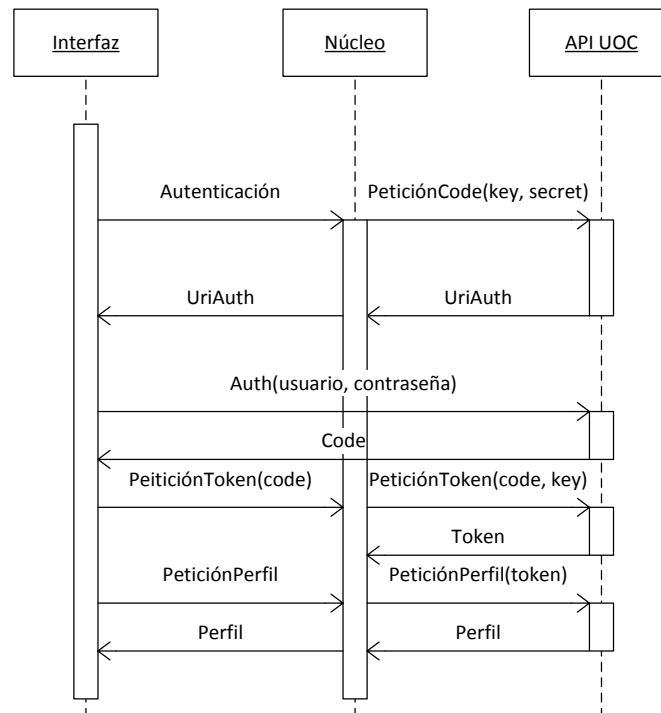 Interfaz
Núcleo
API UOC
Autenticación
PeticiónCode(key, secret)
UriAuth
UriAuth
Auth(usuario, contraseña)
Code
PeiticiónToken(code)
PeticiónToken(code, key)
Token
PeticiónPerfil
PeticiónPerfil(token)
Perfil
Perfil